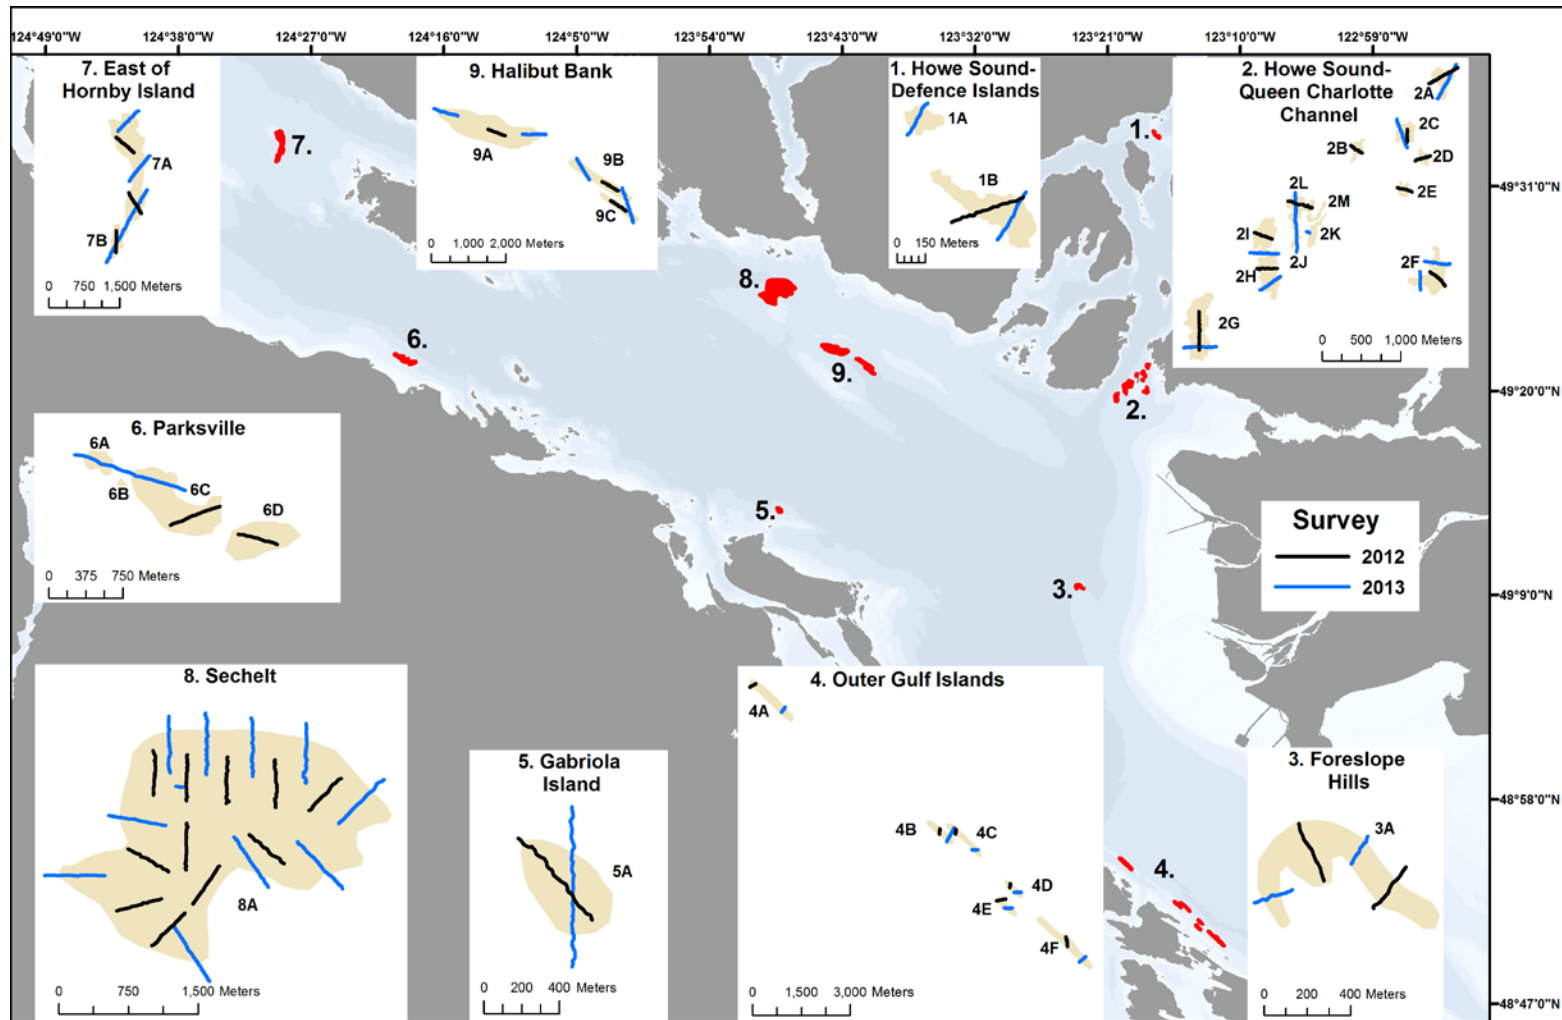 124°49'0"W 124°38'0"W 124°27'0"W 124°16'0"W 124°5'0"W 123°54'0"W 123°43'0"W 123°32'0"W 123°21'0"W 123°10'0"W 122°59'0"W
7. East of
Hornby Island
7A
7B
0 750 1,500 Meters
9. Halibut Bank
9A
9B
9C
0 1,000 2,000 Meters
1. Howe Sound-
Defence Islands
1A
1B
0 150 Meters
2. Howe Sound-
Queen Charlotte
Channel
2A
2C
2B
2D
2E
2L
2M
2I
2K
2J
2H
2F
2G
0 500 1,000 Meters
7.
1.
8.
6.
9.
2.
5.
3.
4.
49°31'0"N
49°20'0"N
49°9'0"N
48°58'0"N
48°47'0"N
6. Parksville
6A
6B
6C
6D
0 375 750 Meters
Survey
2012
2013
8. Sechelt
8A
0 750 1,500 Meters
5. Gabriola
Island
5A
0 200 400 Meters
4. Outer Gulf Islands
4A
4B
4C
4D
4E
4F
0 1,500 3,000 Meters
3. Foreslope
Hills
3A
0 200 400 Meters